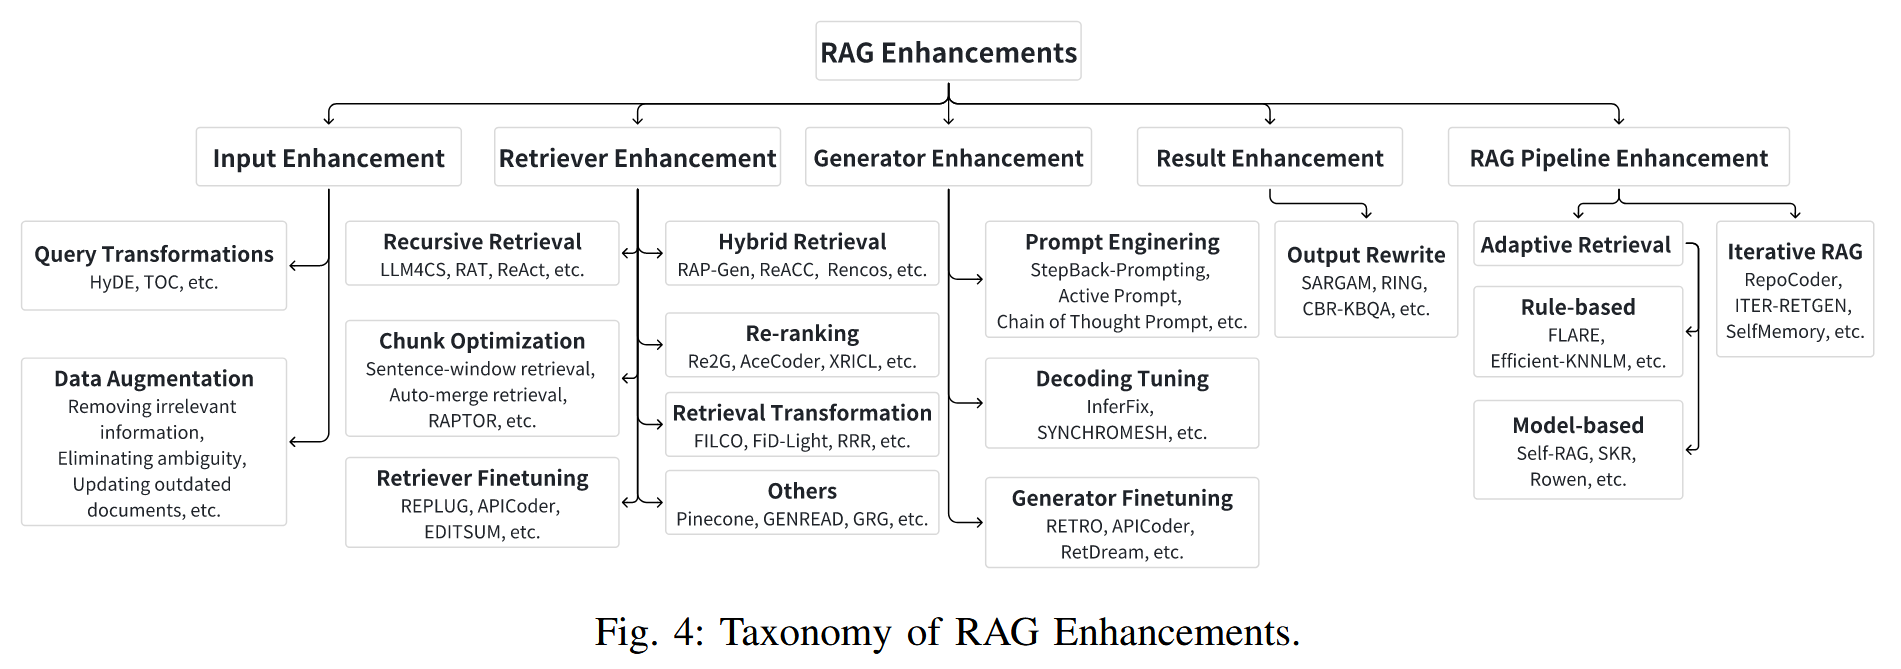 RAG Enhancements
Input Enhancement
Retriever Enhancement
Generator Enhancement
Result Enhancement
RAG Pipeline Enhancement
Query Transformations
HyDE, TOC, etc.
Data Augmentation
Removing irrelevant
information,
Eliminating ambiguity,
Updating outdated
documents, etc.
Recursive Retrieval
LLM4CS, RAT, ReAct, etc.
Chunk Optimization
Sentence-window retrieval,
Auto-merge retrieval,
RAPTOR, etc.
Retriever Finetuning
REPLUG, APICoder,
EDITSUM, etc.
Hybrid Retrieval
RAP-Gen, ReACC, Rencos, etc.
Re-ranking
Re2G, AceCoder, XRICL, etc.
Retrieval Transformation
FILCO, FiD-Light, RRR, etc.
Others
Pinecone, GENREAD, GRG, etc.
Prompt Enginering
StepBack-Prompting,
Active Prompt,
Chain of Thought Prompt, etc.
Decoding Tuning
InferFix,
SYNCHROMESH, etc.
Generator Finetuning
RETRO, APICoder,
RetDream, etc.
Output Rewrite
SARGAM, RING,
CBR-KBQA, etc.
Adaptive Retrieval
Rule-based
FLARE,
Efficient-KNNLM, etc.
Model-based
Self-RAG, SKR,
Rowen, etc.
Iterative RAG
RepoCoder,
ITER-RETGEN,
SelfMemory, etc.
Fig. 4: Taxonomy of RAG Enhancements.